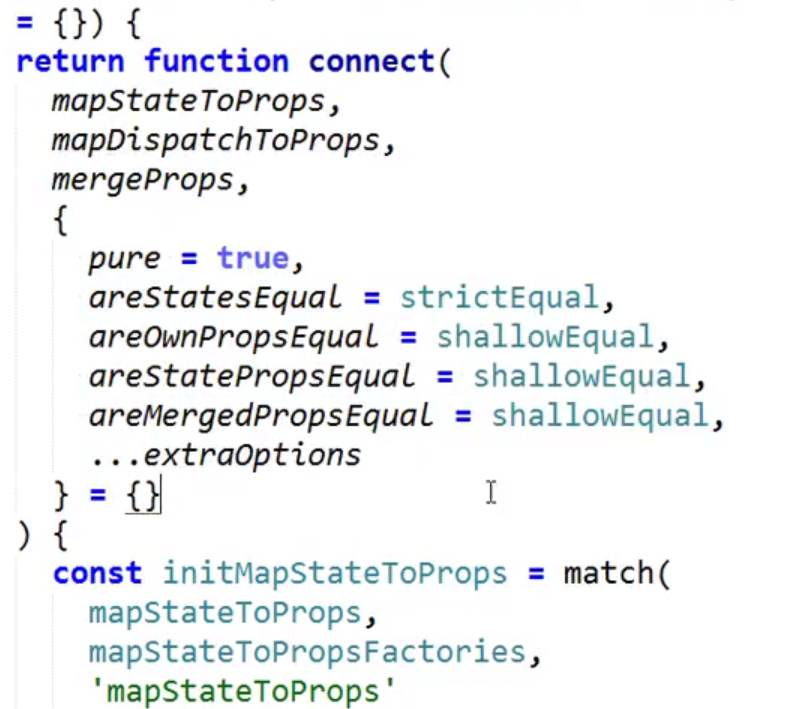 = {}) {
return function connect(
mapStateToProps,
mapDispatchToProps,
mergeProps,
{
pure = true,
areStatesEqual = strictEqual,
areOwnPropsEqual = shallowEqual,
areStatePropsEqual = shallowEqual,
areMergedPropsEqual = shallowEqual,
...extraOptions
} = {}
) {
const initMapStateToProps = match(
mapStateToProps,
mapStateToPropsFactories,
'mapStateToProps'